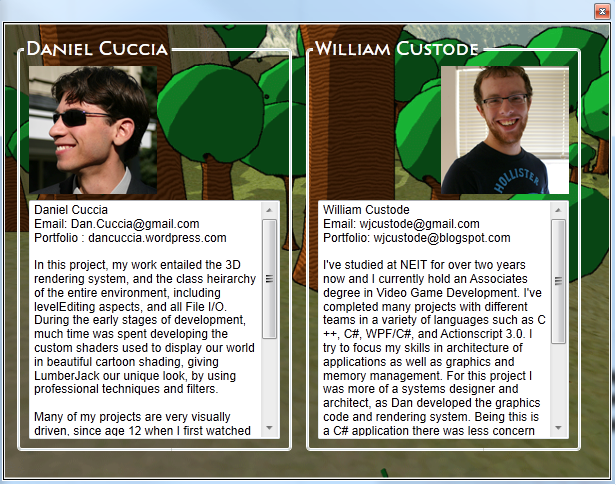 Daniel Cuccia
Daniel Cuccia
Email: Dan.Cuccia@gmail.com
Portfolio : dancuccia.wordpress.com
In this project, my work entailed the 3D
rendering system, and the class heirarchy
of the entire environment, including
levelEditing aspects, and all File I/O.
During the early stages of development,
much time was spent developing the
custom shaders used to display our world
in beautiful cartoon shading, giving
LumberJack our unique look, by using
professional techniques and filters.
Many of my projects are very visually
driven, since age 12 when I first watched
William Custode
HOLLISTER
William Custode
Email: wjcustode@gmail.com
Portfolio: wjcustode@blogspot.com
I've studied at NEIT for over two years
now and I currently hold an Associates
degree in Video Game Development. I've
completed many projects with different
teams in a variety of languages such as C
++, C#, WPF/C#, and Actionscript 3.0. I
try to focus my skills in architecture of
applications as well as graphics and
memory management. For this project I
was more of a systems designer and
architect, as Dan developed the graphics
code and rendering system. Being this is
a C# application there was less concern